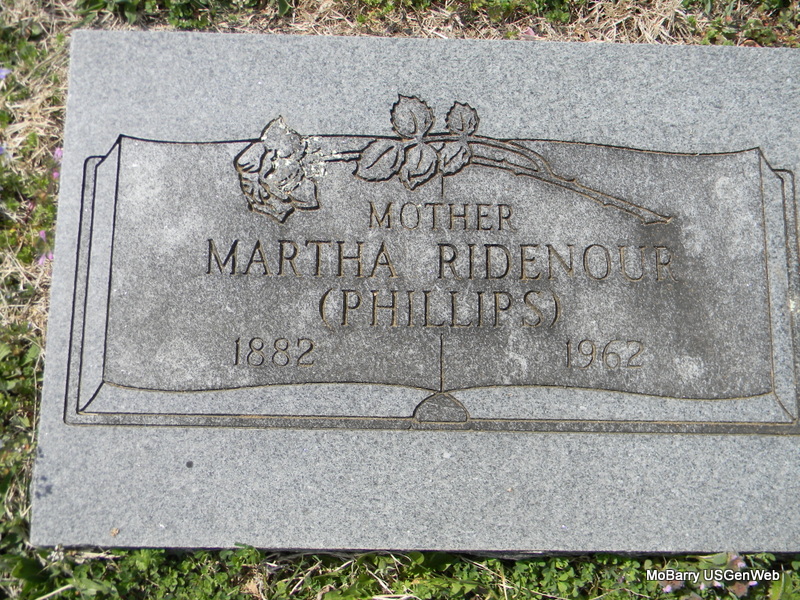 MOTHER
MARTHA RIDENOUR
(PHILLIPS)
1882 1962
MoBarry USGenWeb